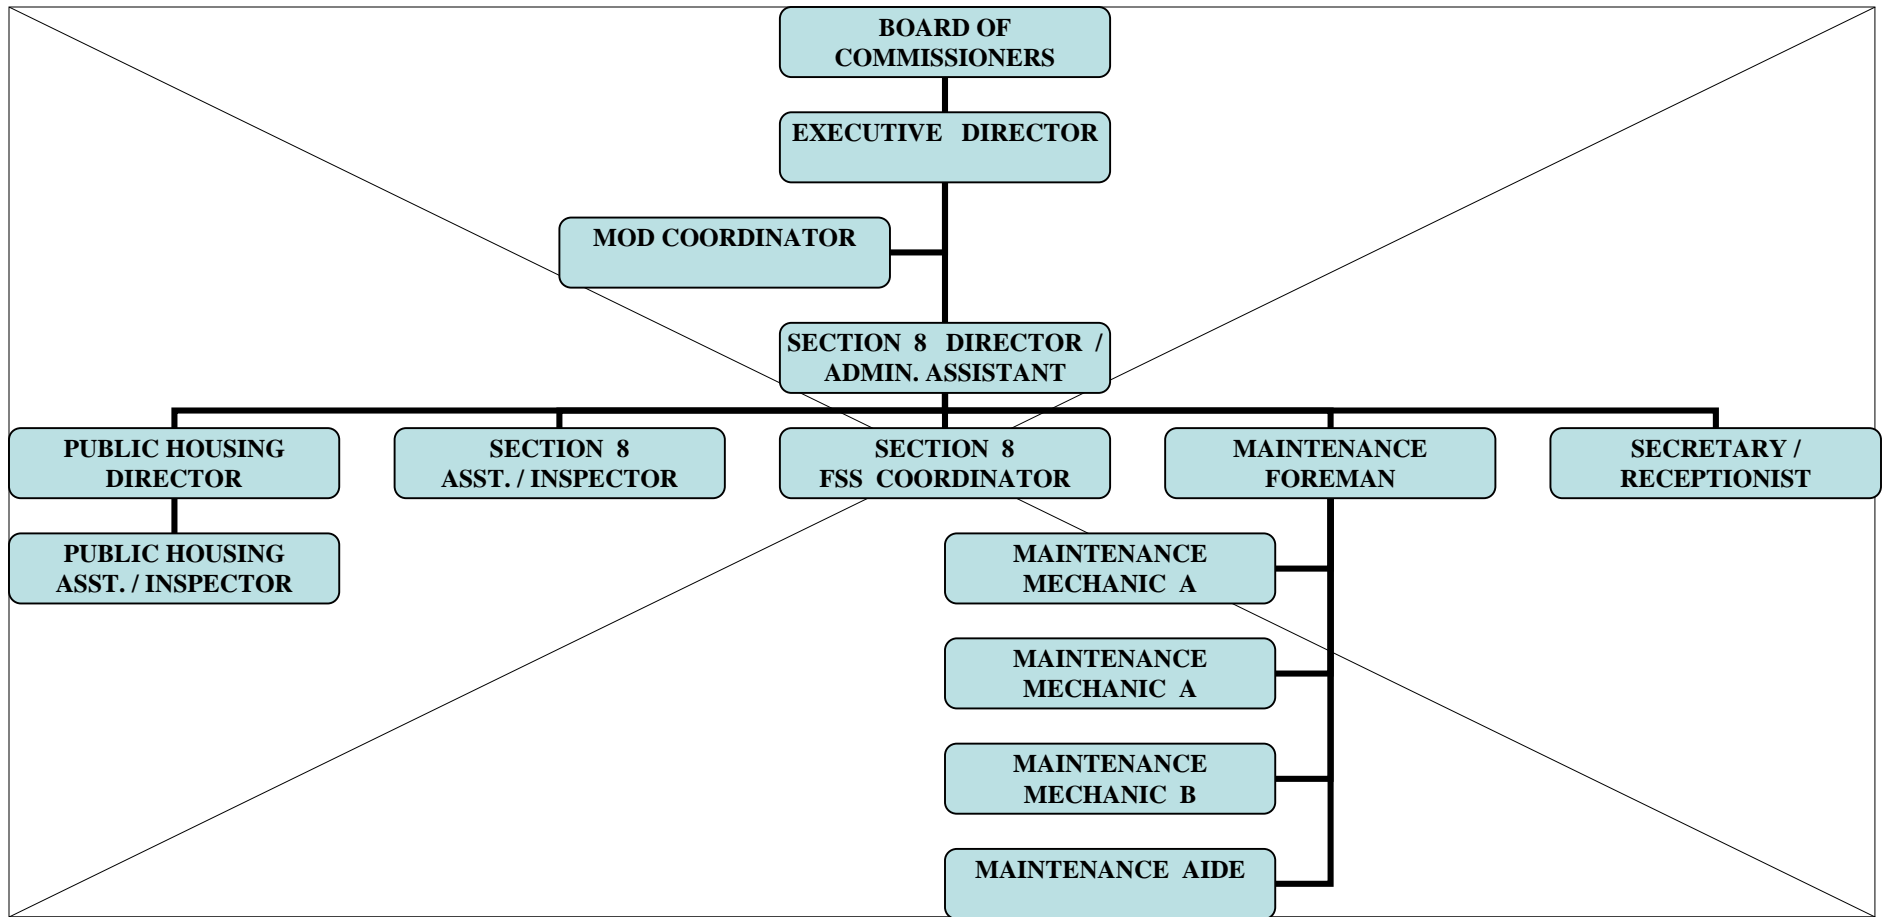 BOARD OF
COMMISSIONERS
EXECUTIVE DIRECTOR
MOD COORDINATOR
SECTION 8 DIRECTOR /
ADMIN. ASSISTANT
PUBLIC HOUSING
DIRECTOR
SECTION 8
ASST. / INSPECTOR
SECTION 8
FSS COORDINATOR
MAINTENANCE
FOREMAN
SECRETARY /
RECEPTIONIST
PUBLIC HOUSING
ASST. / INSPECTOR
MAINTENANCE
MECHANIC A
MAINTENANCE
MECHANIC A
MAINTENANCE
MECHANIC B
MAINTENANCE AIDE